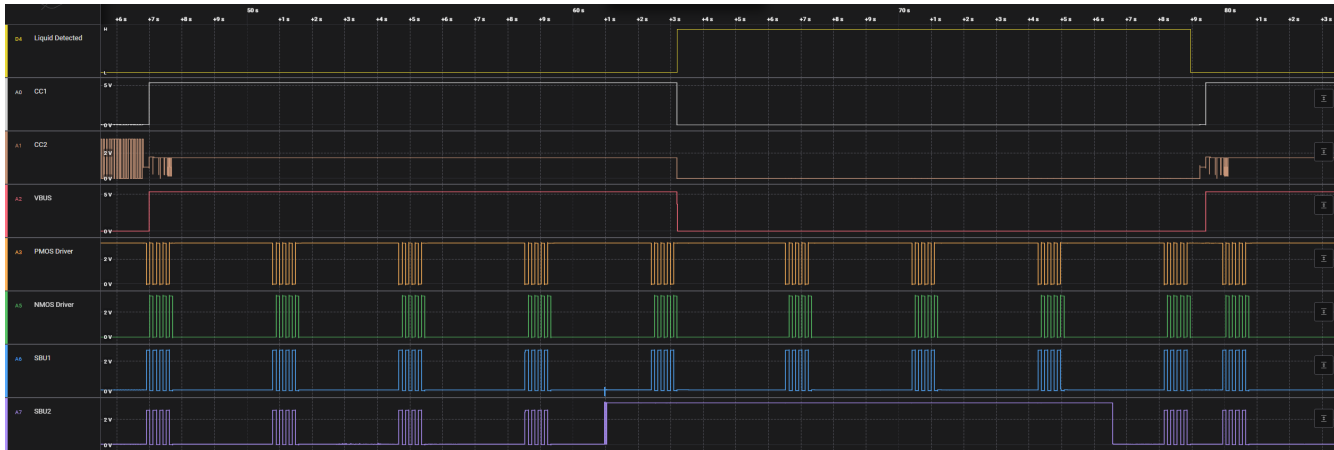 50 s 60 s 70 s 80 s
+6 s +7 s +8 s +9 s +1 s +2 s +3 s +4 s +5 s +6 s +7 s +8 s +9 s +1 s +2 s +3 s +4 s +5 s +6 s +7 s +8 s +9 s +1 s +2 s +3 s +4 s +5 s +6 s +7 s +8 s +9 s +1 s +2 s +3 s
D4 Liquid Detected H
L
A0 CC1 5 V
0 V
A1 CC2 2 V
0 V
A2 VBUS 5 V
0 V
A3 PMOS Driver 2 V
0 V
A5 NMOS Driver 2 V
0 V
A6 SBU1 2 V
0 V
A7 SBU2 2 V
0 V